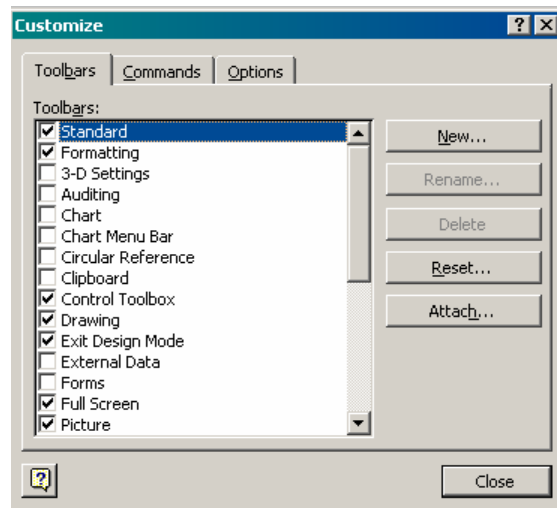 Customize
Toolbars Commands Options
Toolbars:
Standard
Formatting
3-D Settings
Auditing
Chart
Chart Menu Bar
Circular Reference
Clipboard
Control Toolbox
Drawing
Exit Design Mode
External Data
Forms
Full Screen
Picture
New...
Rename...
Delete
Reset...
Attach...
Close